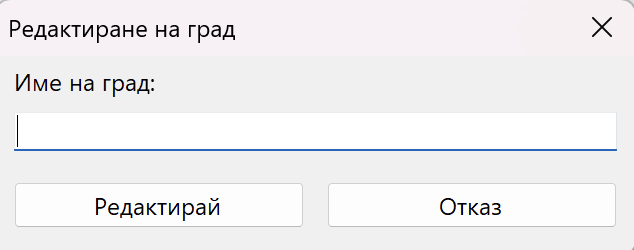 Редактиране на град
Име на град:
Редактирай Отказ